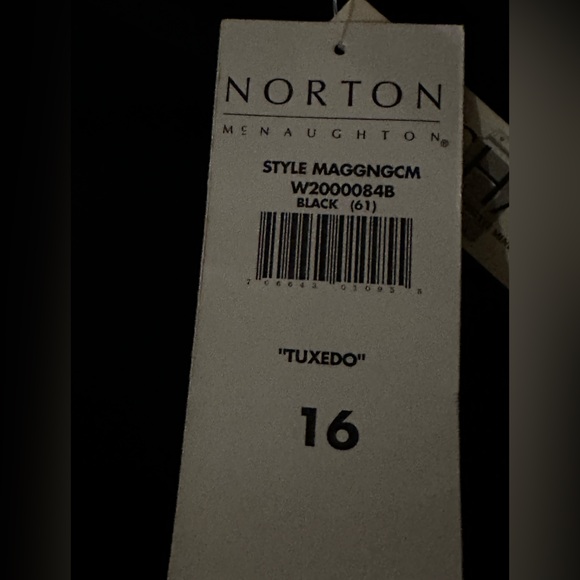 NORTON
McNAUGHTON®
STYLE MAGGNGCM
W2000084B
BLACK (61)
"TUXEDO"
16